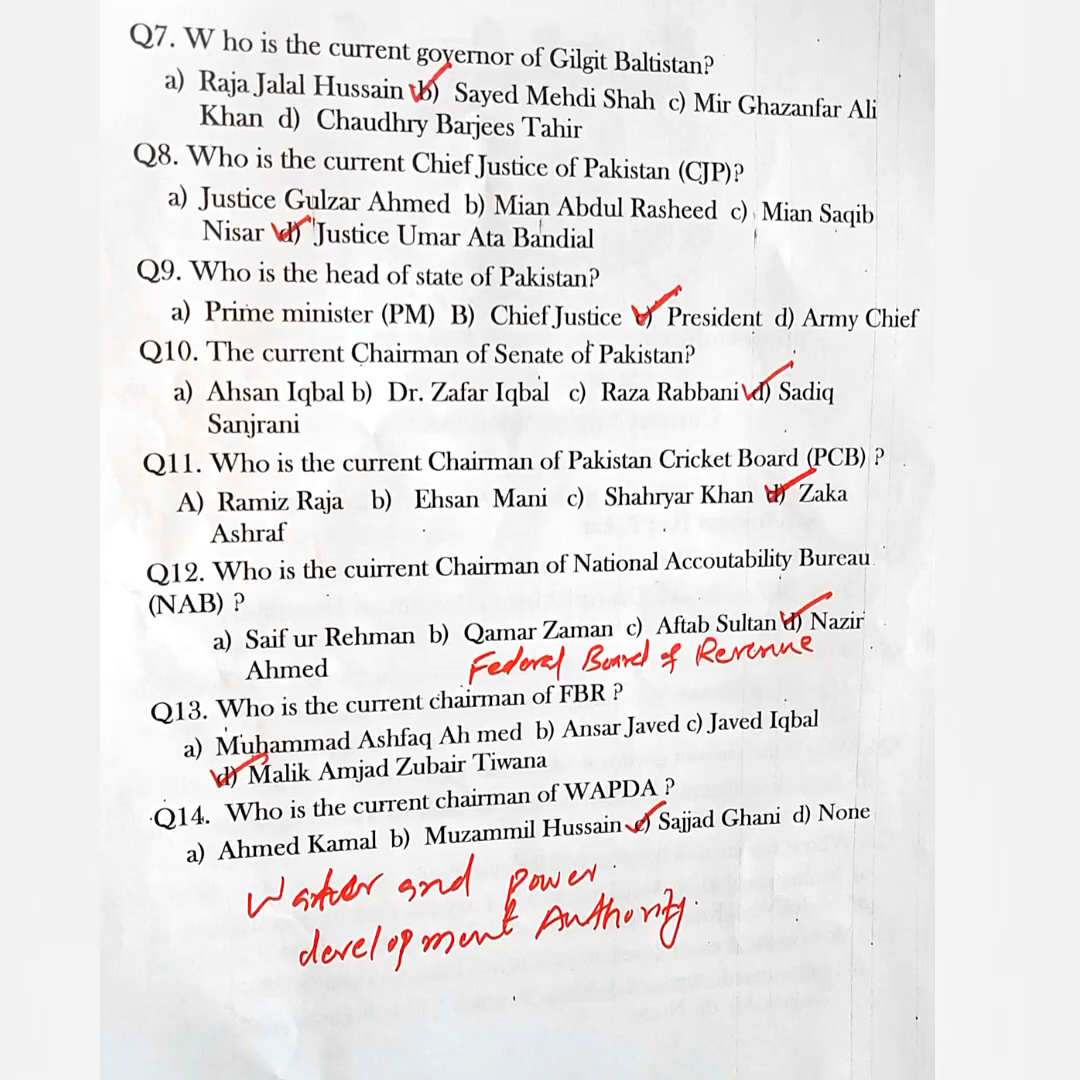 Q7. W ho is the current governor of Gilgit Baltistan?
a) Raja Jalal Hussain b) Sayed Mehdi Shah c) Mir Ghazanfar Ali
Khan d) Chaudhry Barjees Tahir
Q8. Who is the current Chief Justice of Pakistan (CJP)?
a) Justice Gulzar Ahmed b) Mian Abdul Rasheed c) Mian Saqib
Nisar d) "Justice Umar Ata Bandial
Q9. Who is the head of state of Pakistan?
a) Prime minister (PM) B) Chief Justice c) President d) Army Chief
Q10. The current Chairman of Senate of Pakistan?
a) Ahsan Iqbal b) Dr. Zafar Iqbal c) Raza Rabbani d) Sadiq
Sanjrani
Q11. Who is the current Chairman of Pakistan Cricket Board (PCB) ?
A) Ramiz Raja b) Ehsan Mani c) Shahryar Khan d) Zaka
Ashraf
Q12. Who is the cuirrent Chairman of National Accoutability Bureau
(NAB) ?
a) Saif ur Rehman b) Qamar Zaman c) Aftab Sultan d) Nazir
Ahmed
Federal Board of Revenue
Q13. Who is the current chairman of FBR ?
a) Muhammad Ashfaq Ah med b) Ansar Javed c) Javed Iqbal
d) Malik Amjad Zubair Tiwana
Q14. Who is the current chairman of WAPDA ?
a) Ahmed Kamal b) Muzammil Hussain c) Sajjad Ghani d) None
Water and power
development Authority.